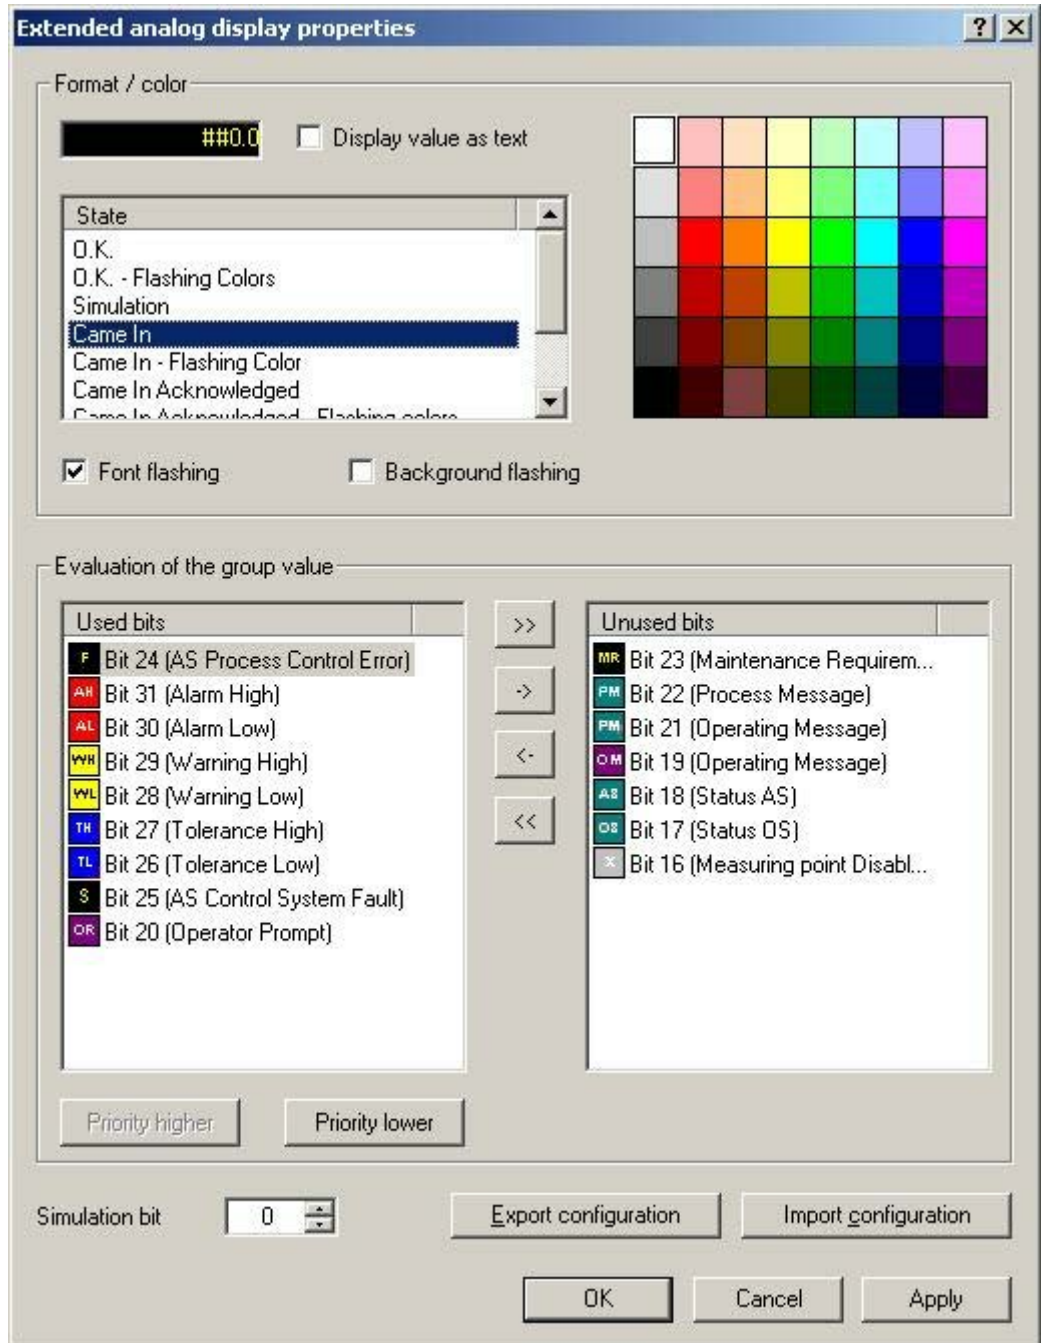 Extended analog display properties
Format / color
##0.0
Display value as text
State
O.K.
O.K. - Flashing Colors
Simulation
Came In
Came In - Flashing Color
Came In Acknowledged
Came In Acknowledged - Flashing colors
Font flashing
Background flashing
Evaluation of the group value
Used bits
F Bit 24 (AS Process Control Error)
AH Bit 31 (Alarm High)
AL Bit 30 (Alarm Low)
WH Bit 29 (Warning High)
WL Bit 28 (Warning Low)
TH Bit 27 (Tolerance High)
TL Bit 26 (Tolerance Low)
S Bit 25 (AS Control System Fault)
OR Bit 20 (Operator Prompt)
>>
->
<-
<<
Unused bits
MR Bit 23 (Maintenance Requirem...
PM Bit 22 (Process Message)
PM Bit 21 (Operating Message)
OM Bit 19 (Operating Message)
AS Bit 18 (Status AS)
OS Bit 17 (Status OS)
X Bit 16 (Measuring point Disabl...
Priority higher
Priority lower
Simulation bit
0
Export configuration
Import configuration
OK
Cancel
Apply